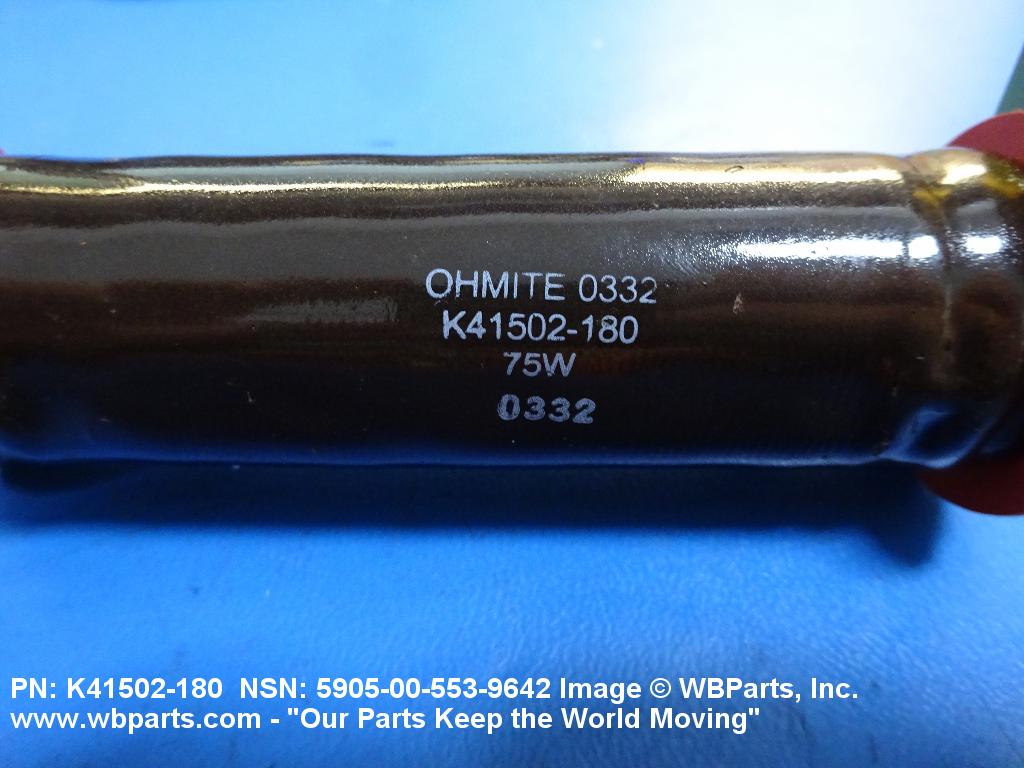 OHMITE 0332
K41502-180
75W
0332
PN: K41502-180  NSN: 5905-00-553-9642 Image © WBParts, Inc.
www.wbparts.com - "Our Parts Keep the World Moving"